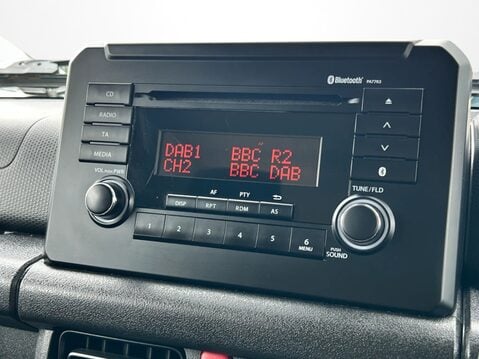 Bluetooth PA7763
CD
RADIO
TA
MEDIA
VOL PUSH PWR
DAB1 BBC R2
CH2 BBC DAB
AF PTY
DISP RPT RDM AS
1 2 3 4 5 6
MENU
PUSH
SOUND
TUNE/FLD